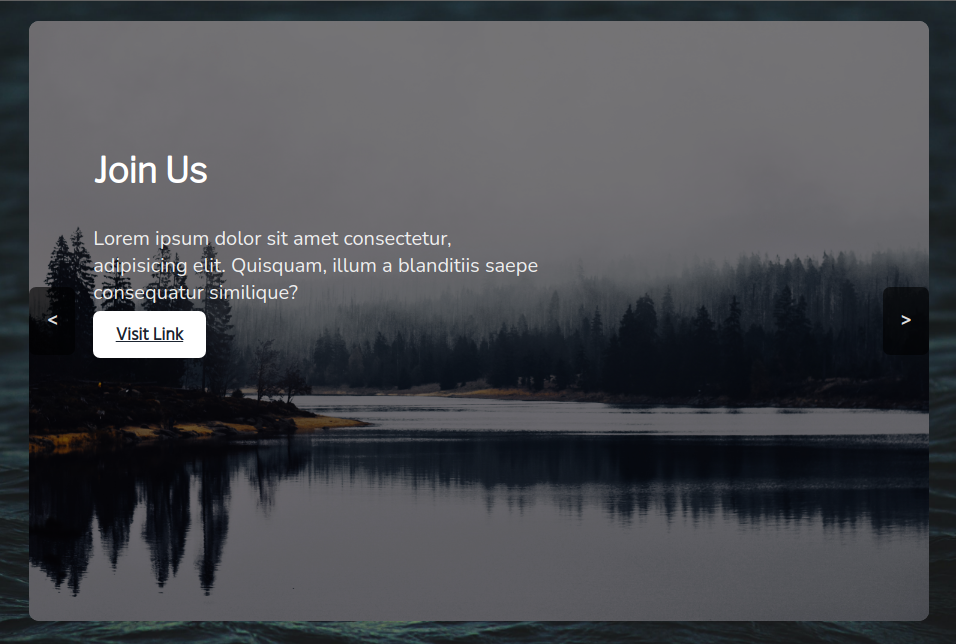 Join Us
Lorem ipsum dolor sit amet consectetur,
adipisicing elit. Quisquam, illum a blanditiis saepe
consequatur similique?
<
>
Visit Link